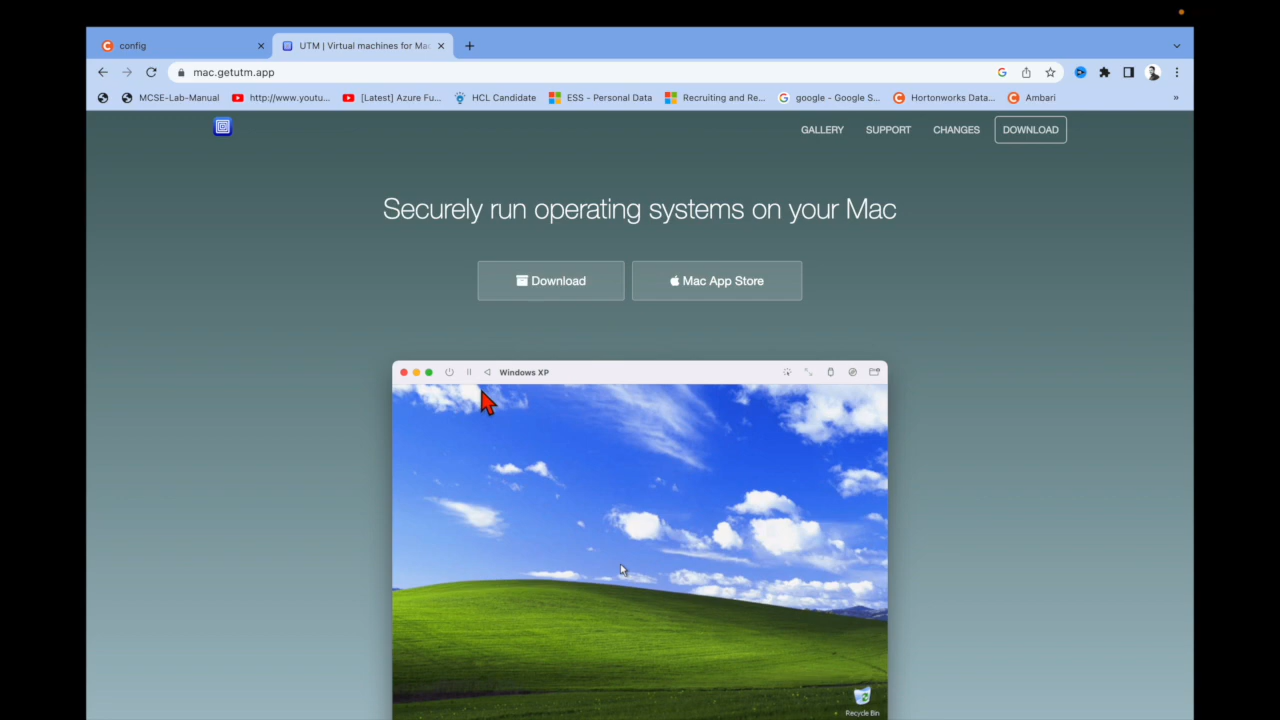 config
UTM | Virtual machines for Mac
mac.getutm.app
MCSE-Lab-Manual http://www.youtu... [Latest] Azure Fu... HCL Candidate ESS - Personal Data Recruiting and Re... google - Google S... Hortonworks Data... Ambari »
GALLERY SUPPORT CHANGES DOWNLOAD
Securely run operating systems on your Mac
Download Mac App Store
Windows XP
Recycle Bin